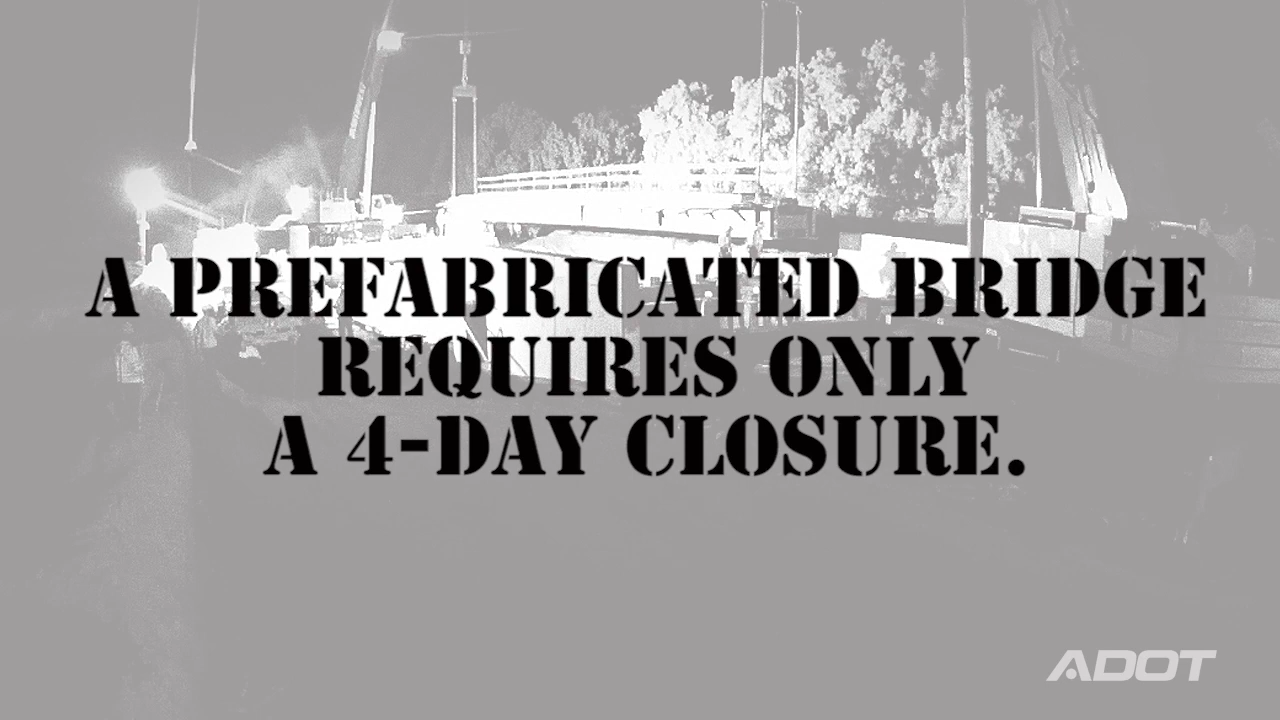 A PREFABRICATED BRIDGE
REQUIRES ONLY
A 4-DAY CLOSURE.
ADOT